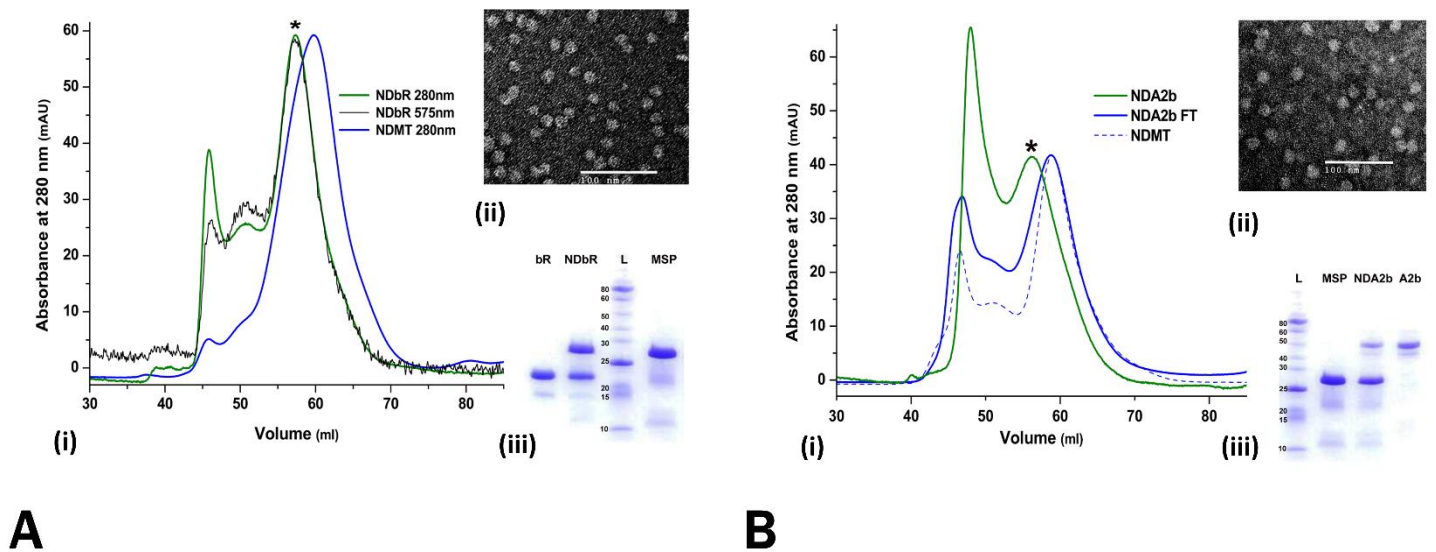 60
50
40
30
20
10
0
Absorbance at 280 nm (mAU)
*
NDbR 280nm
NDbR 575nm
NDMT 280nm
30 40 50 60 70 80
Volume (ml)
(i)
100 nm
(ii)
bR NDbR L MSP
80
60
50
40
30
25
20
15
10
(iii)
A
60
50
40
30
20
10
0
Absorbance at 280 nm (mAU)
*
NDA2b
NDA2b FT
NDMT
30 40 50 60 70 80
Volume (ml)
(i)
100 nm
(ii)
L MSP NDA2b A2b
80
60
50
40
30
25
20
15
10
(iii)
B